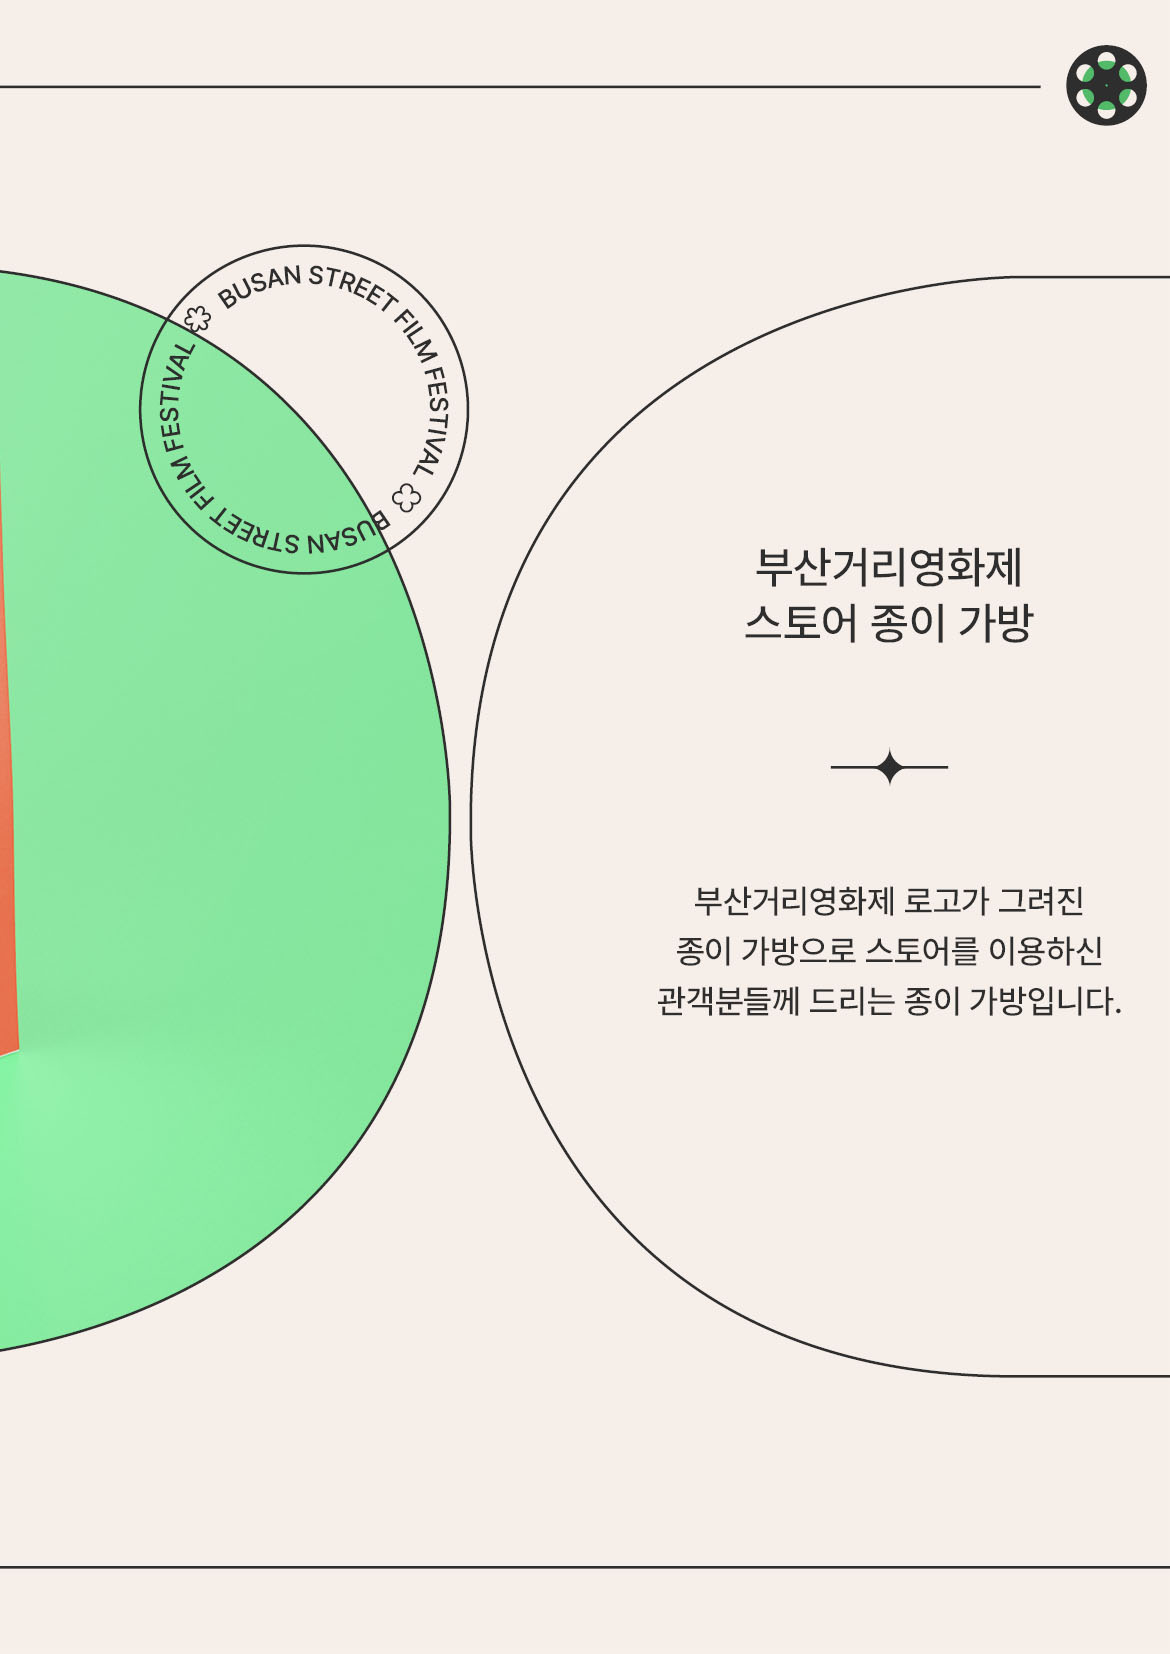 BUSAN STREET FILM FESTIVAL
BUSAN STREET FILM FESTIVAL
부산거리영화제
스토어 종이 가방
부산거리영화제 로고가 그려진
종이 가방으로 스토어를 이용하신
관객분들께 드리는 종이 가방입니다.